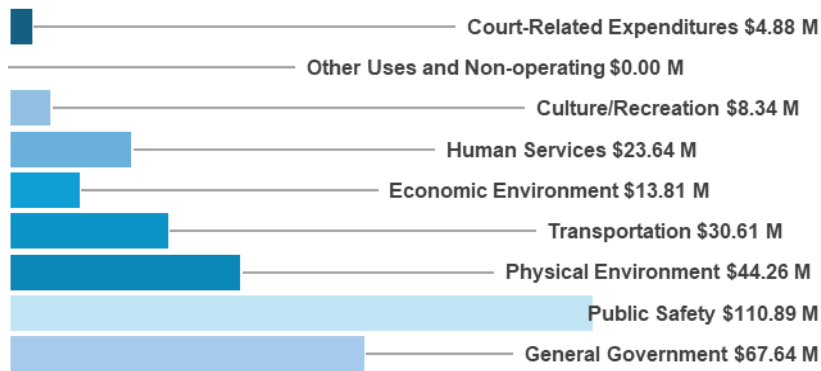 Court-Related Expenditures $4.88 M
Other Uses and Non-operating $0.00 M
Culture/Recreation $8.34 M
Human Services $23.64 M
Economic Environment $13.81 M
Transportation $30.61 M
Physical Environment $44.26 M
Public Safety $110.89 M
General Government $67.64 M